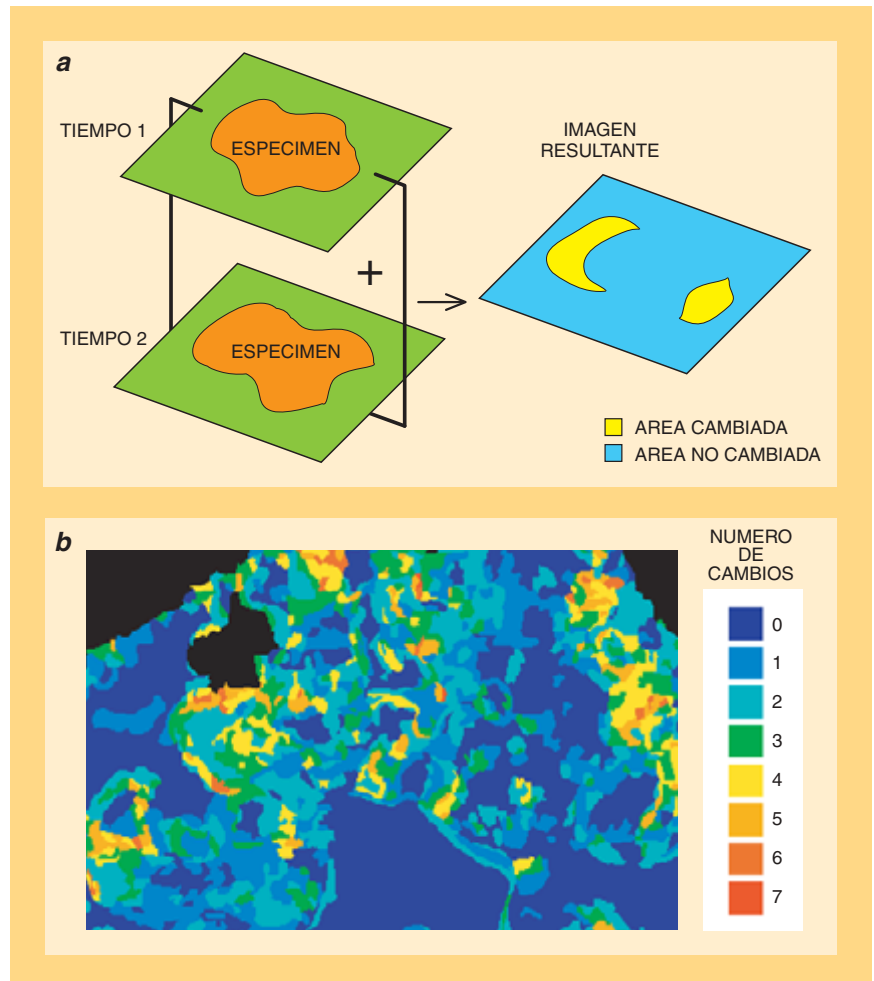 a
TIEMPO 1
ESPECIMEN
TIEMPO 2
ESPECIMEN
+
IMAGEN
RESULTANTE
AREA CAMBIADA
AREA NO CAMBIADA
b
NUMERO
DE
CAMBIOS
0
1
2
3
4
5
6
7